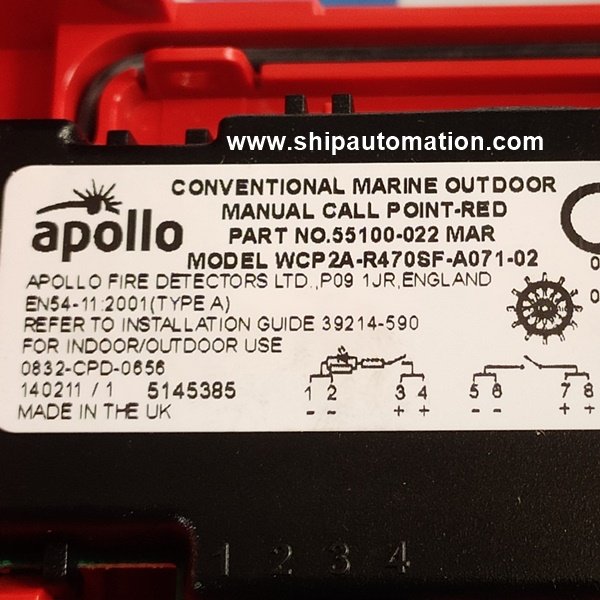 www.shipautomation.com
apollo
CONVENTIONAL MARINE OUTDOOR
MANUAL CALL POINT-RED
PART NO.55100-022 MAR
MODEL WCP2A-R470SF-A071-02
APOLLO FIRE DETECTORS LTD.,P09 1JR,ENGLAND
EN54-11:2001(TYPE A)
REFER TO INSTALLATION GUIDE 39214-590
FOR INDOOR/OUTDOOR USE
0832-CPD-0656
140211 / 1 5145385
MADE IN THE UK
1 2 3 4 5 6 7 8
- - + + - - + +
1 2 3 4